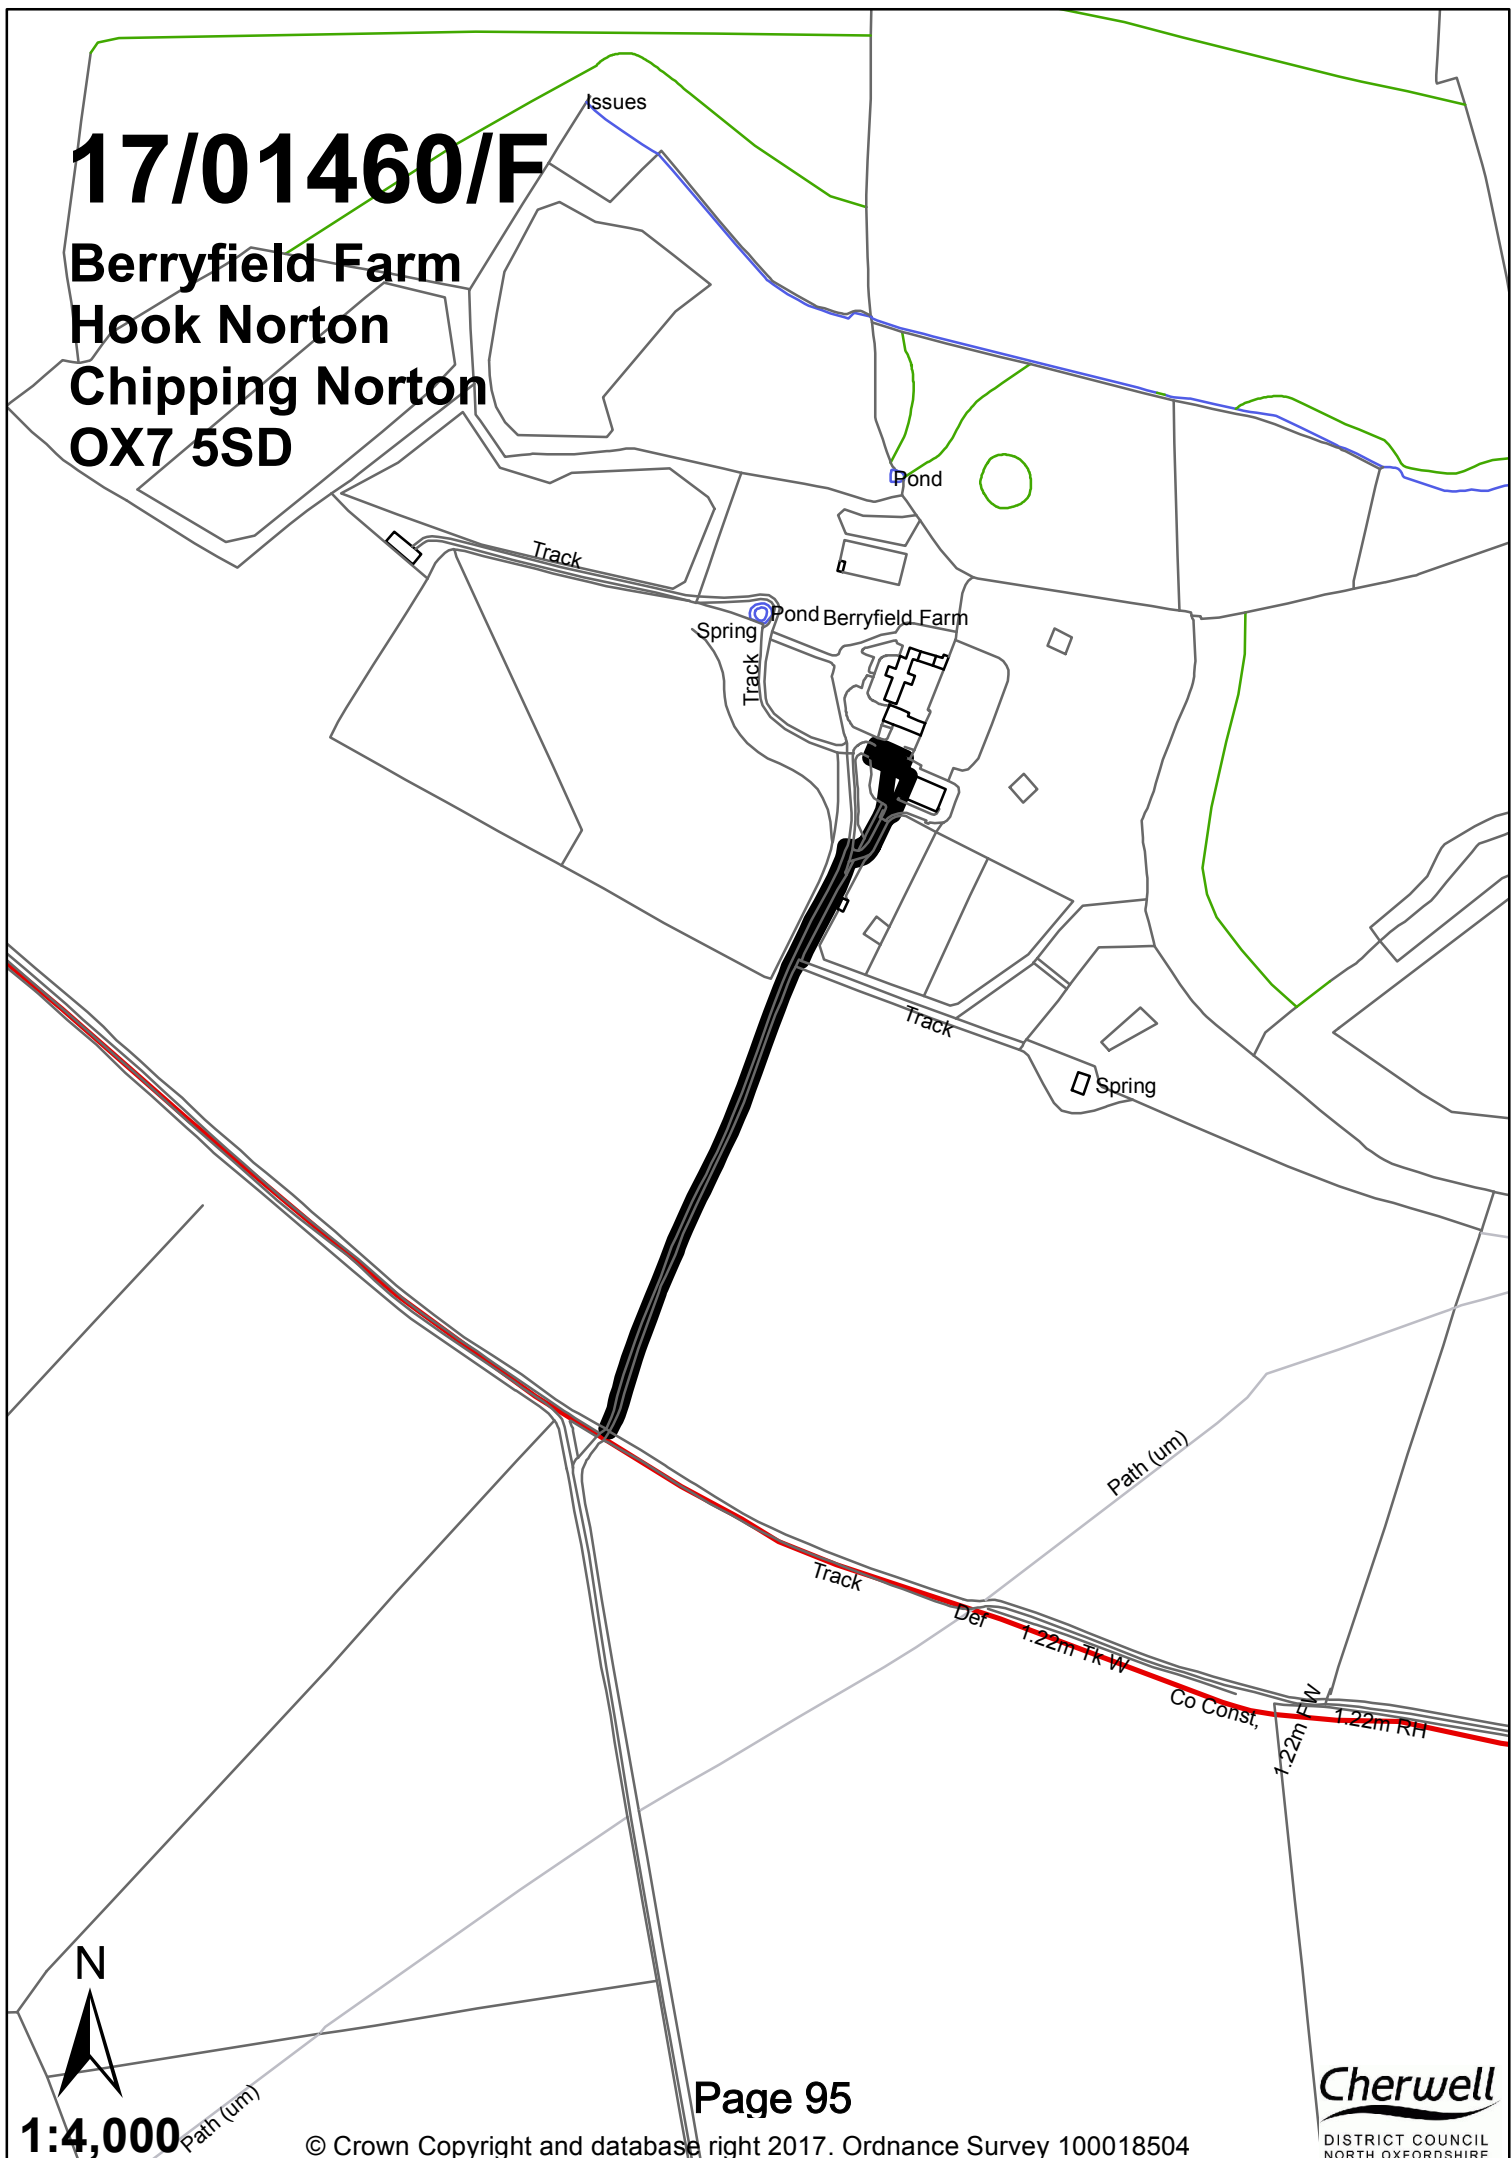 Issues
17/01460/F
Berryfield Farm
Hook Norton
Chipping Norton
OX7 5SD
Pond
Track
Pond
Berryfield Farm
Spring
Track
Track
Spring
Path (um)
Track
Def
1.22m Tk W
Co Const,
1.22m FW
1.22m RH
N
1:4,000
Path (um)
Page 95
© Crown Copyright and database right 2017. Ordnance Survey 100018504
Cherwell
DISTRICT COUNCIL
NORTH OXFORDSHIRE